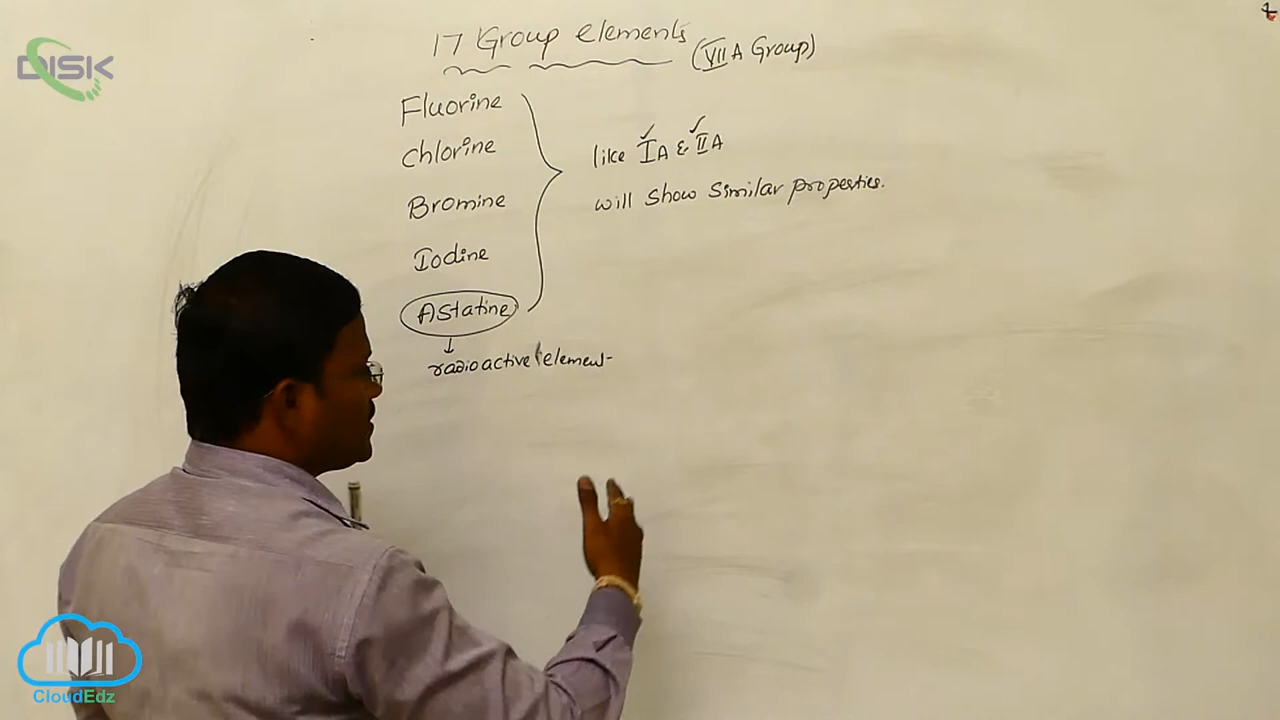 DISK
17 Group elements
(VII A Group)
Fluorine
chlorine
Bromine
Iodine
Astatine
radioactive element
like IA & IIA
will show similar properties.
CloudEdz